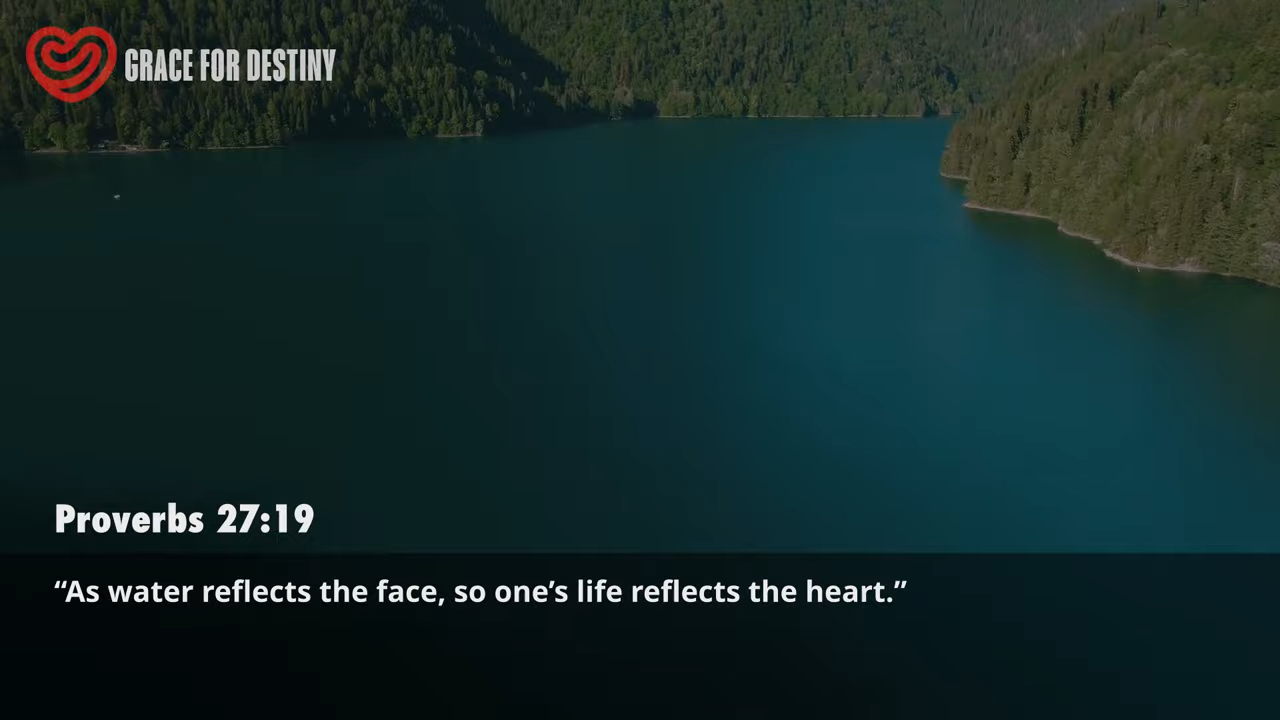 GRACE FOR DESTINY
Proverbs 27:19
“As water reflects the face, so one’s life reflects the heart.”